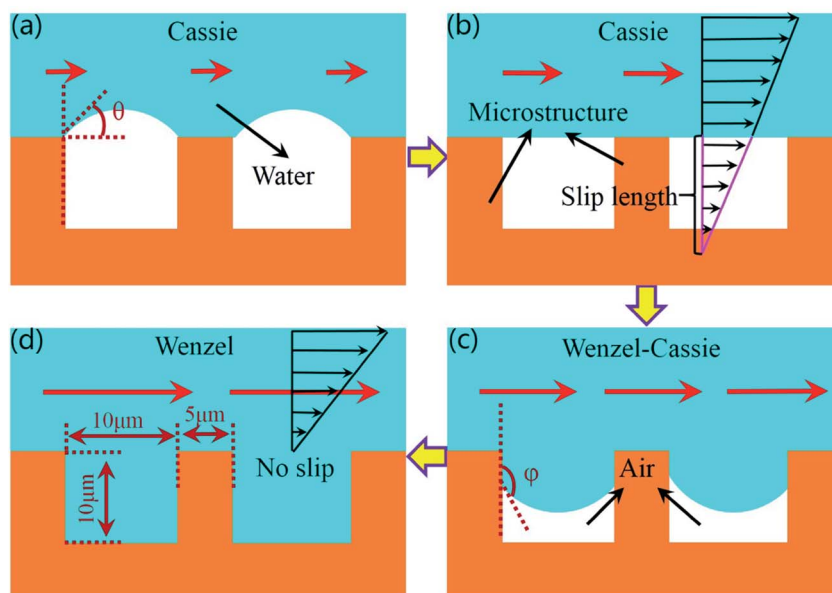 (a)
Cassie
θ
Water
(b)
Cassie
Microstructure
Slip length
(d)
Wenzel
10μm
5μm
10μm
No slip
(c)
Wenzel-Cassie
φ
Air